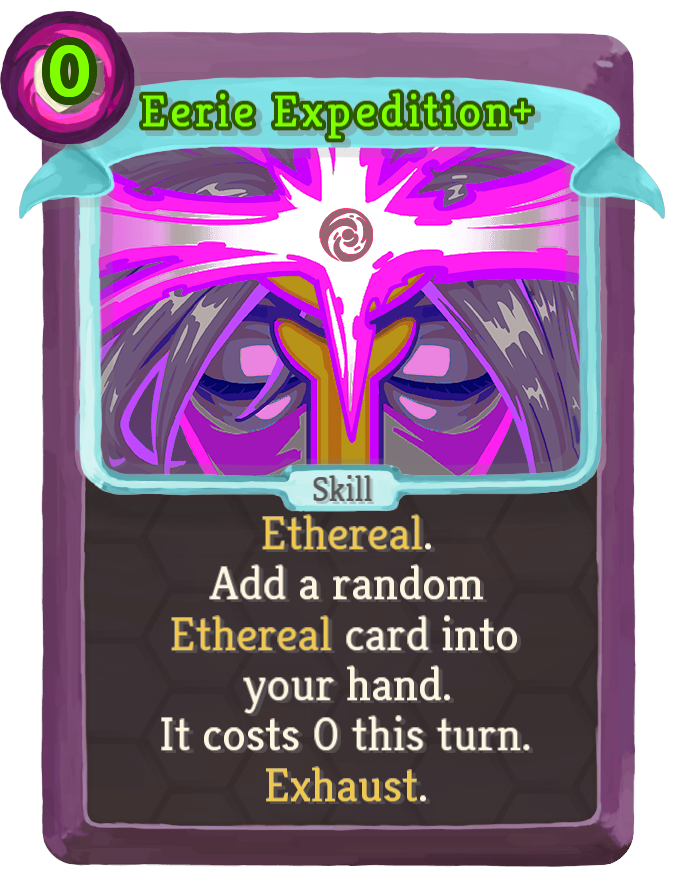 0
Eerie Expedition+
Skill
Ethereal.
Add a random
Ethereal card into
your hand.
It costs 0 this turn.
Exhaust.